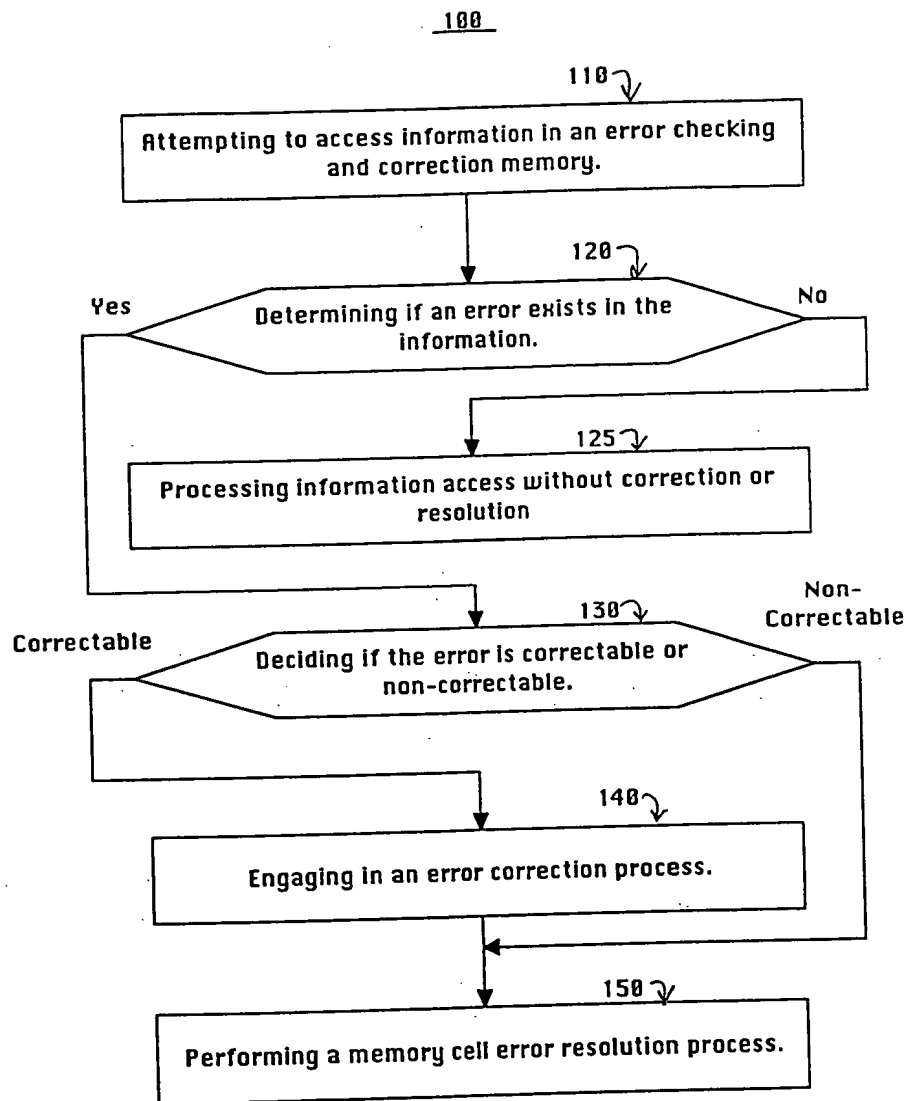 100
110
Attempting to access information in an error checking
and correction memory.
120
Yes
No
Determining if an error exists in the
information.
125
Processing information access without correction or
resolution
130
Non-
Correctable
Correctable
Deciding if the error is correctable or
non-correctable.
140
Engaging in an error correction process.
150
Performing a memory cell error resolution process.